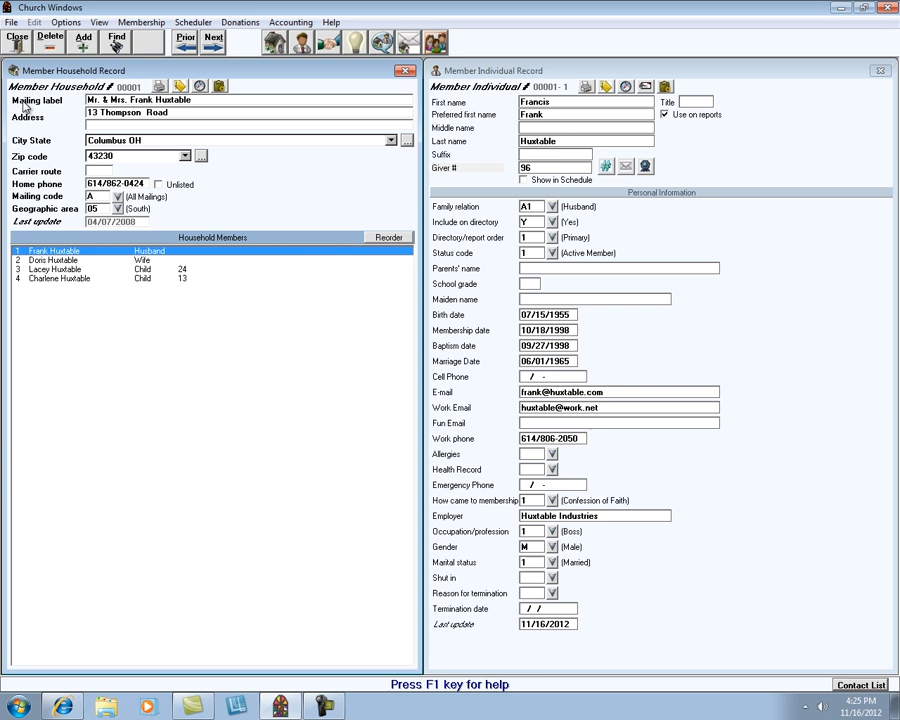 Church Windows
File Edit Options View Membership Scheduler Donations Accounting Help
Close Delete Add Find Prior Next
Member Household Record
Member Household # 00001
Mailing label Mr. & Mrs. Frank Huxtable
Address 13 Thompson Road
City State Columbus OH
Zip code 43230
Carrier route
Home phone 614/862-0424 Unlisted
Mailing code A (All Mailings)
Geographic area 05 (South)
Last update 04/07/2008
Household Members Reorder
1 Frank Huxtable Husband
2 Doris Huxtable Wife
3 Lacey Huxtable Child 24
4 Charlene Huxtable Child 13
Member Individual Record
Member Individual # 00001- 1
First name Francis Title
Preferred first name Frank Use on reports
Middle name
Last name Huxtable
Suffix
Giver # 96
Show in Schedule
Personal Information
Family relation A1 (Husband)
Include on directory Y (Yes)
Directory/report order 1 (Primary)
Status code 1 (Active Member)
Parents' name
School grade
Maiden name
Birth date 07/15/1955
Membership date 10/18/1998
Baptism date 09/27/1998
Marriage Date 06/01/1965
Cell Phone / -
E-mail frank@huxtable.com
Work Email huxtable@work.net
Fun Email
Work phone 614/806-2050
Allergies
Health Record
Emergency Phone / -
How came to membership 1 (Confession of Faith)
Employer Huxtable Industries
Occupation/profession 1 (Boss)
Gender M (Male)
Marital status 1 (Married)
Shut in
Reason for termination
Termination date / /
Last update 11/16/2012
Press F1 key for help
Contact List
4:25 PM
11/16/2012